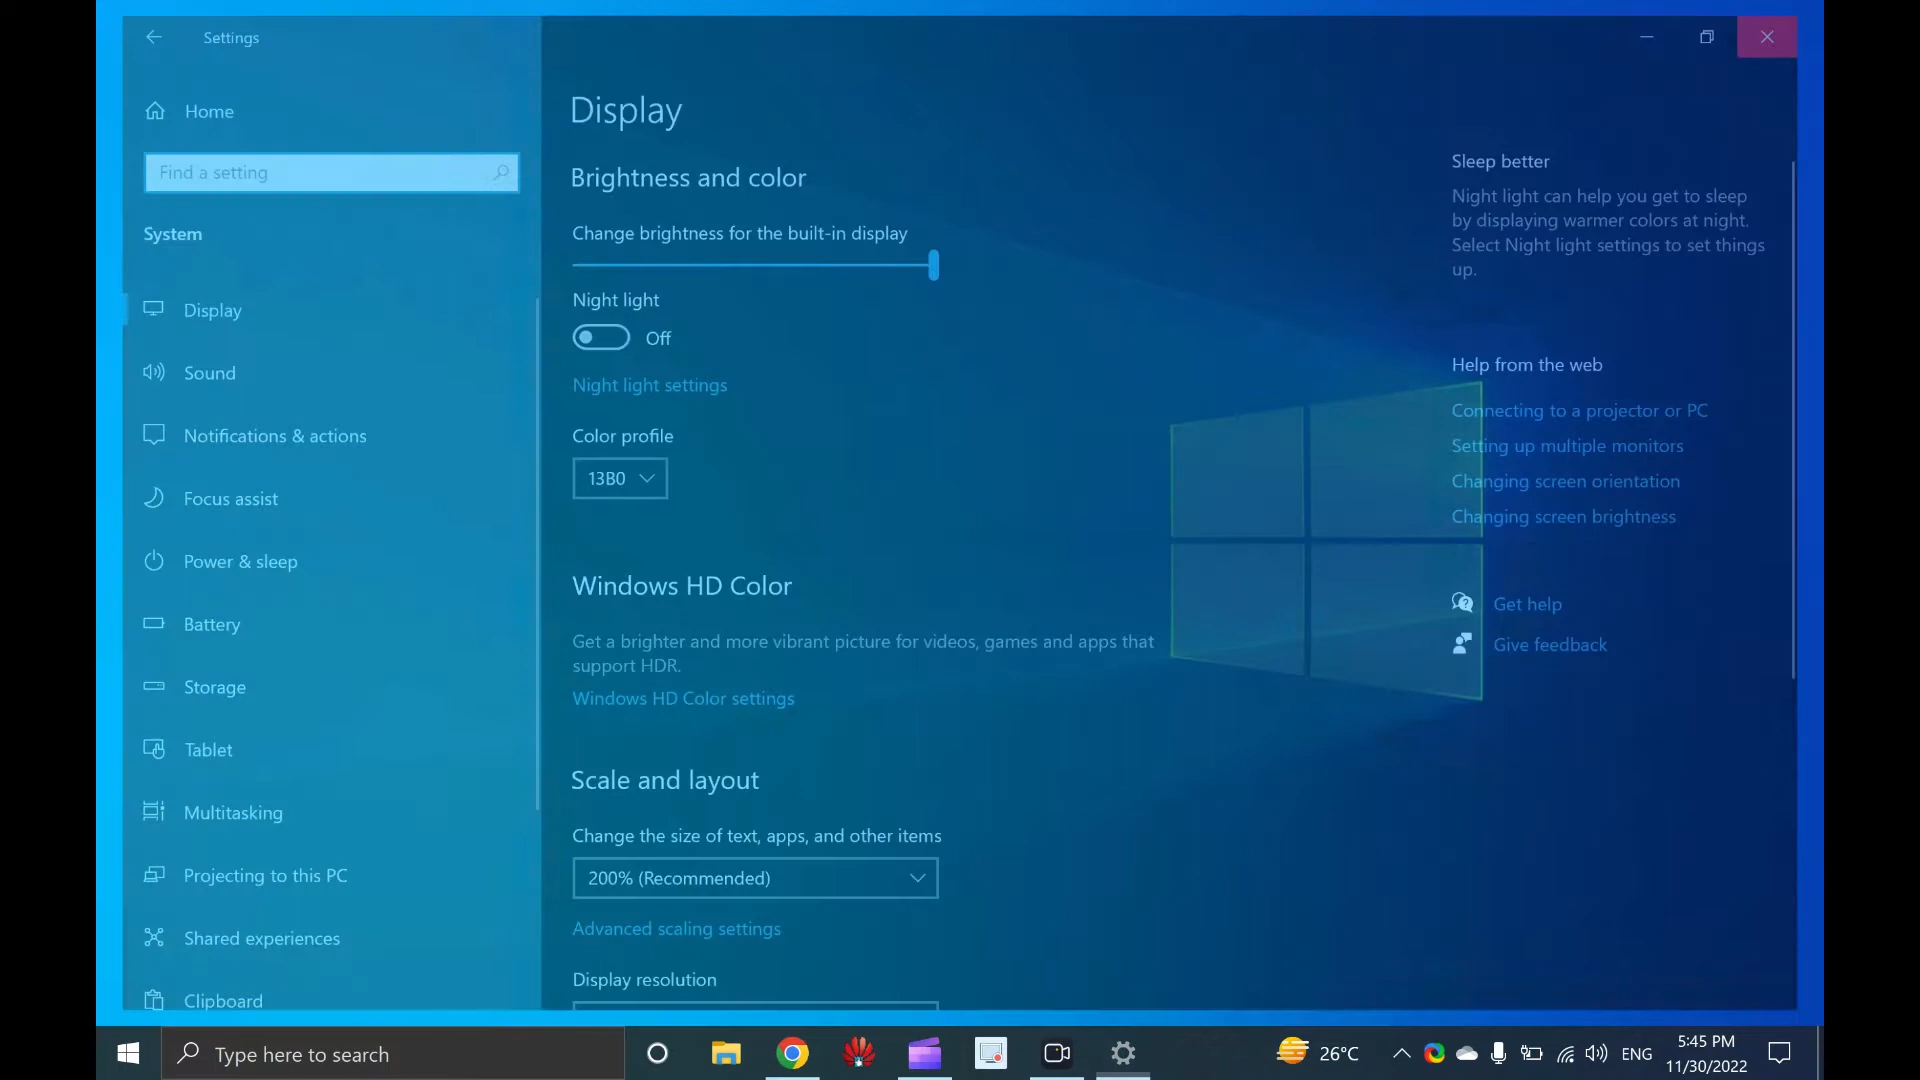 Settings
Home
Find a setting
System
Display
Sound
Notifications & actions
Focus assist
Power & sleep
Battery
Storage
Tablet
Multitasking
Projecting to this PC
Shared experiences
Clipboard
Display
Brightness and color
Change brightness for the built-in display
Night light
Off
Night light settings
Color profile
13B0
Windows HD Color
Get a brighter and more vibrant picture for videos, games and apps that
support HDR.
Windows HD Color settings
Scale and layout
Change the size of text, apps, and other items
200% (Recommended)
Advanced scaling settings
Display resolution
Sleep better
Night light can help you get to sleep
by displaying warmer colors at night.
Select Night light settings to set things
up.
Help from the web
Connecting to a projector or PC
Setting up multiple monitors
Changing screen orientation
Changing screen brightness
Get help
Give feedback
Type here to search
26°C
ENG
5:45 PM
11/30/2022